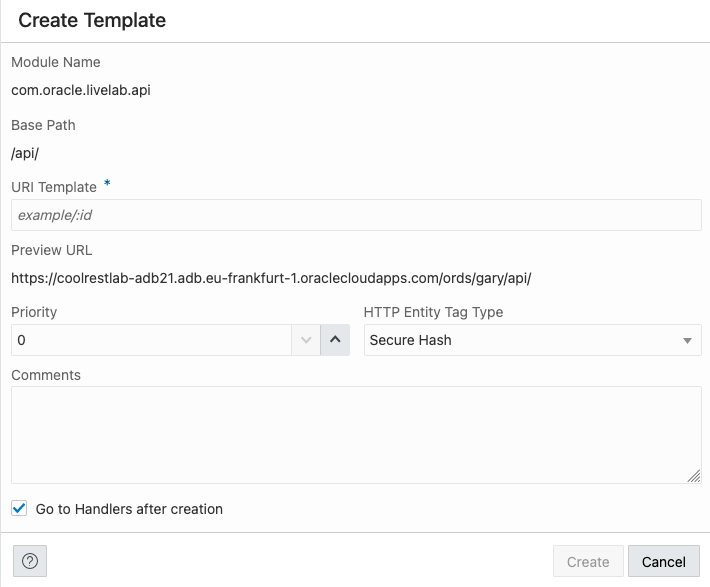 Create Template
Module Name
com.oracle.livelab.api
Base Path
/api/
URI Template *
example/:id
Preview URL
https://coolrestlab-adb21.adb.eu-frankfurt-1.oraclecloudapps.com/ords/gary/api/
Priority
HTTP Entity Tag Type
0
Secure Hash
Comments
Go to Handlers after creation
?
Create
Cancel